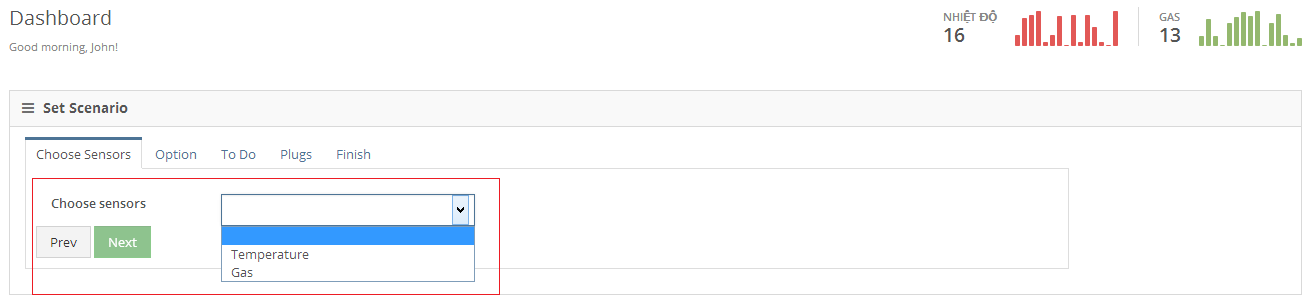 Dashboard
Good morning, John!
NHIỆT ĐỘ
16
GAS
13
Set Scenario
Choose Sensors
Option
To Do
Plugs
Finish
Choose sensors
Prev
Next
Temperature
Gas